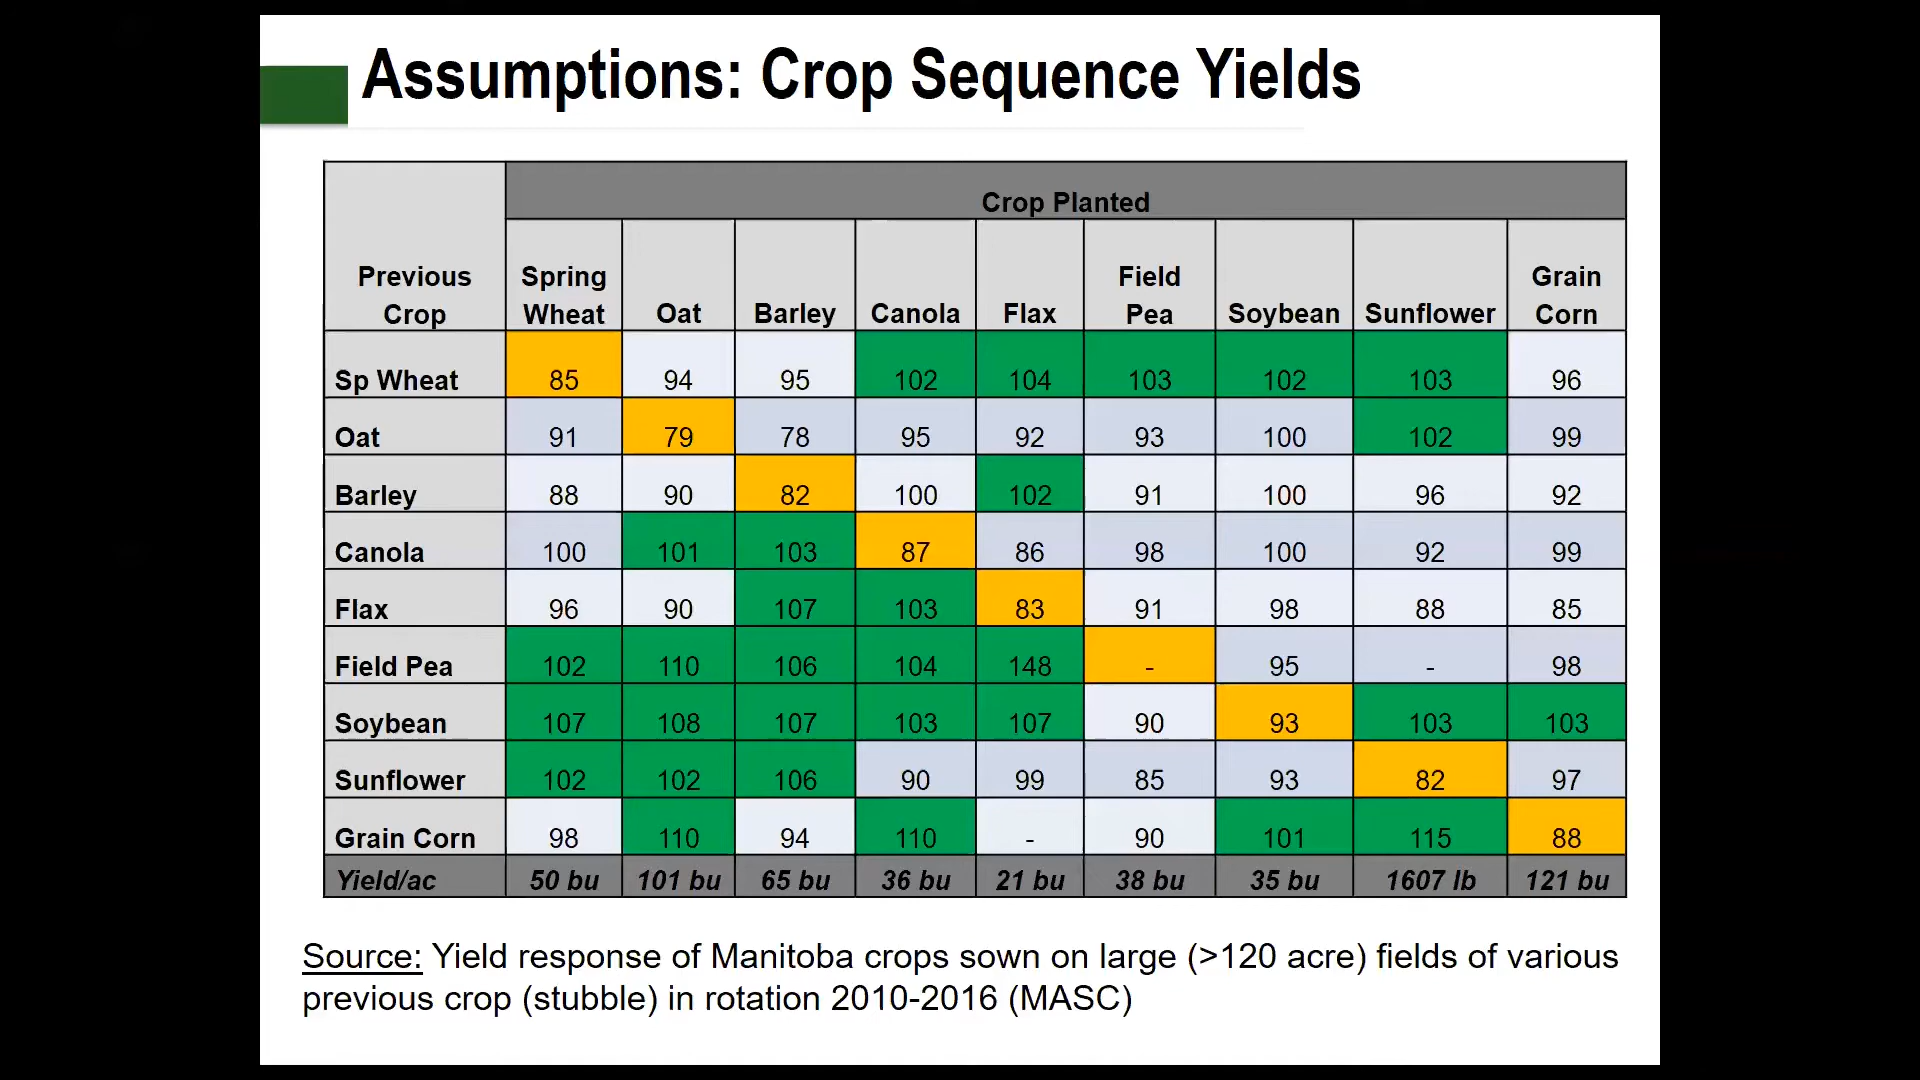 Assumptions: Crop Sequence Yields
Crop Planted
Previous Crop Spring Wheat Oat Barley Canola Flax Field Pea Soybean Sunflower Grain Corn
Sp Wheat 85 94 95 102 104 103 102 103 96
Oat 91 79 78 95 92 93 100 102 99
Barley 88 90 82 100 102 91 100 96 92
Canola 100 101 103 87 86 98 100 92 99
Flax 96 90 107 103 83 91 98 88 85
Field Pea 102 110 106 104 148 - 95 - 98
Soybean 107 108 107 103 107 90 93 103 103
Sunflower 102 102 106 90 99 85 93 82 97
Grain Corn 98 110 94 110 - 90 101 115 88
Yield/ac 50 bu 101 bu 65 bu 36 bu 21 bu 38 bu 35 bu 1607 lb 121 bu
Source: Yield response of Manitoba crops sown on large (>120 acre) fields of various
previous crop (stubble) in rotation 2010-2016 (MASC)